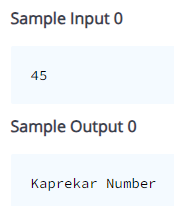 Sample Input 0
45
Sample Output 0
Kaprekar Number